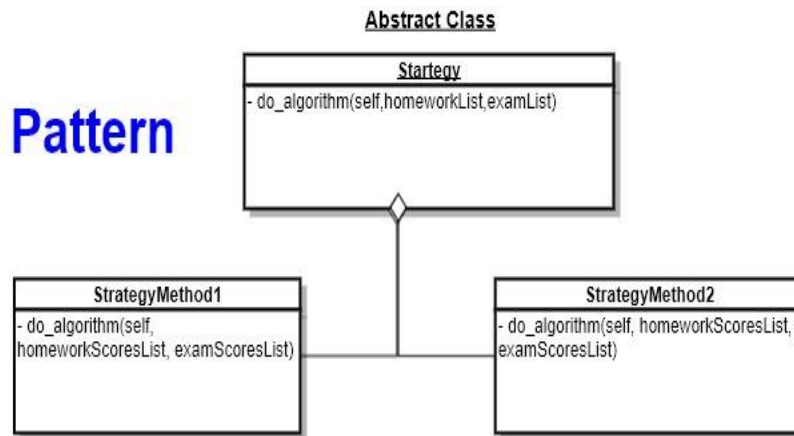 Abstract Class
Startegy
- do_algorithm(self,homeworkList,examList)
Pattern
StrategyMethod1
- do_algorithm(self,
homeworkScoresList, examScoresList)
StrategyMethod2
- do_algorithm(self, homeworkScoresList,
examScoresList)